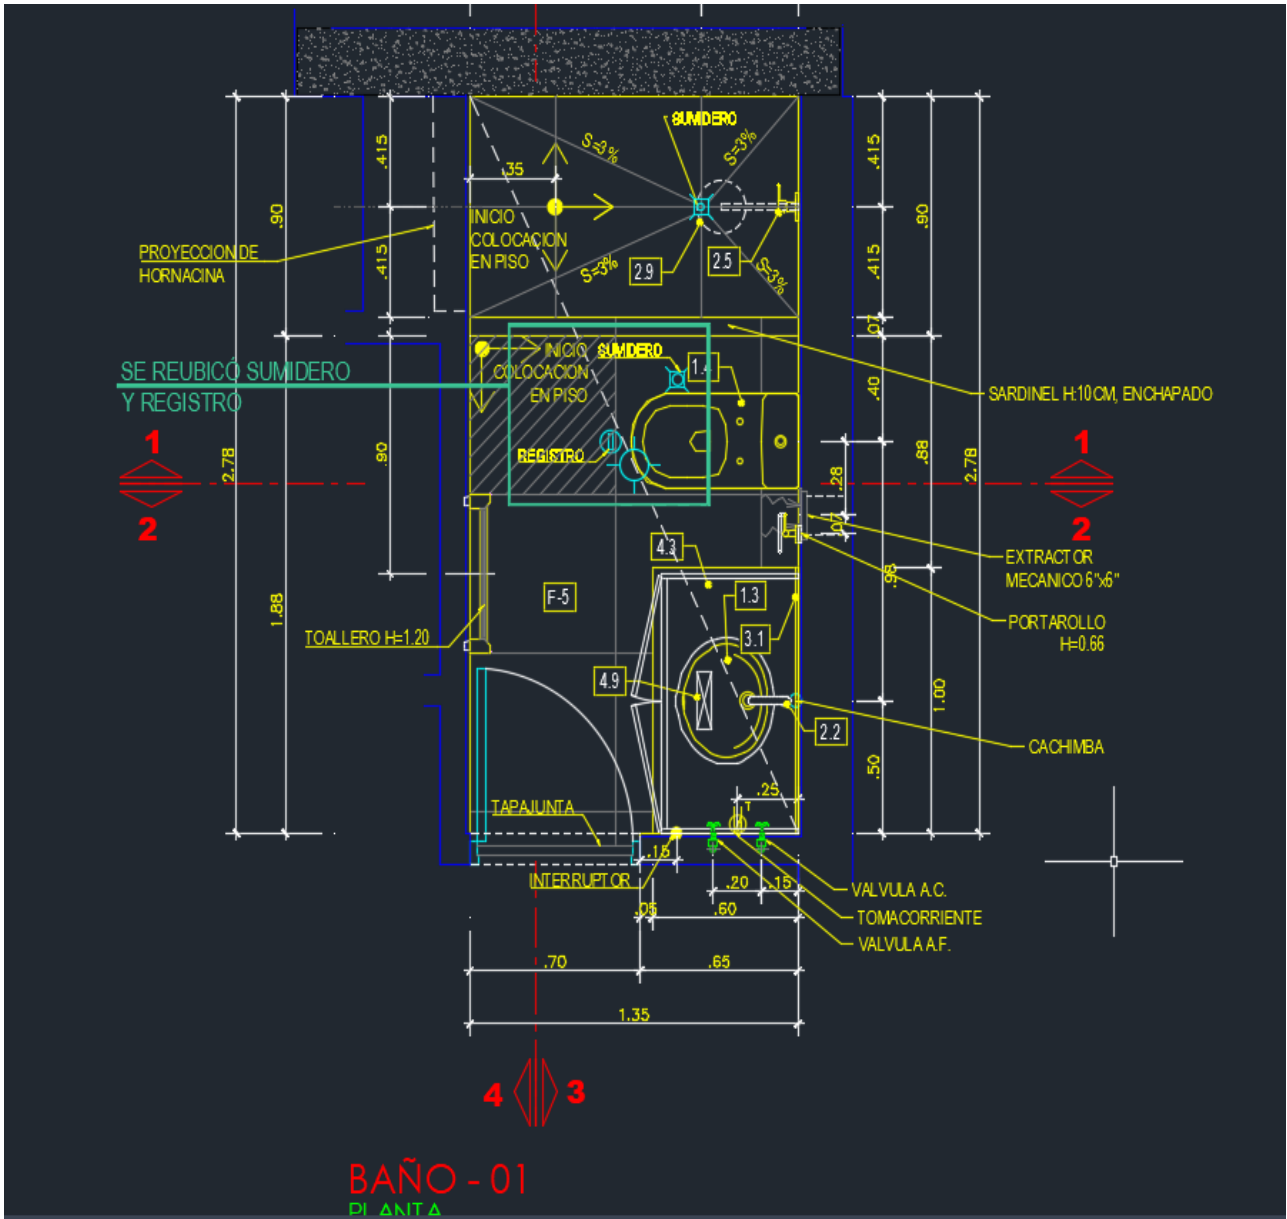 SUMIDERO
S=3%
S=3%
.415
.415
.35
.90
.90
INICIO
COLOCACION
EN PISO
PROYECCION DE
HORNACINA
.415
.415
2.9
2.5
S=3%
S=3%
.07
SE REUBICÓ SUMIDERO
Y REGISTRO
INICIO
COLOCACION
EN PISO
SUMIDERO
1.4
.40
SARDINEL H:10CM, ENCHAPADO
1
1
2.78
.90
REGISTRO
.28
.88
2.78
2
2
.07
4.3
EXTRACTOR
MECANICO 6"x6"
.98
F-5
1.3
1.88
TOALLERO H=1.20
3.1
PORTAROLLO
H=0.66
4.9
1.00
2.2
CACHIMBA
.50
.25
TAPAJUNTA
T
.15
INTERRUPTOR
.20
.15
VALVULA A.C.
.05
.60
TOMACORRIENTE
VALVULA A.F.
.70
.65
1.35
4
3
BAÑO - 01
PLANTA